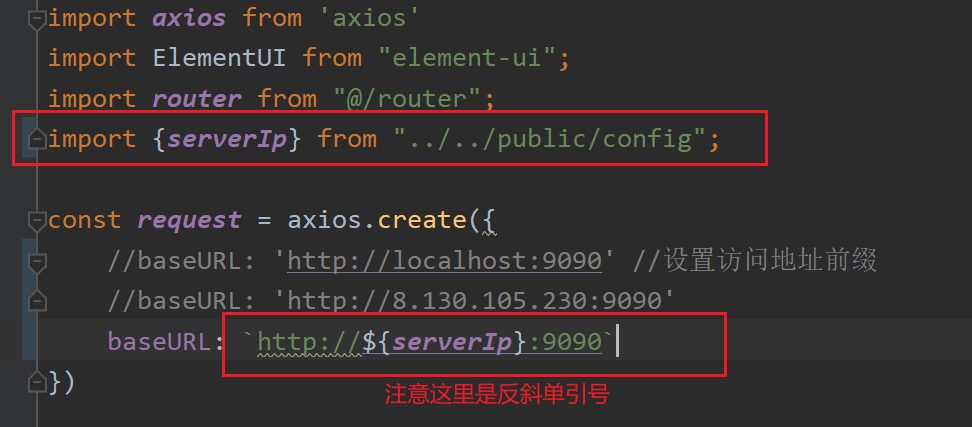 import axios from 'axios'
import ElementUI from "element-ui";
import router from "@/router";
import {serverIp} from "../../public/config";
const request = axios.create({
//baseURL: 'http://localhost:9090' //设置访问地址前缀
//baseURL: 'http://8.130.105.230:9090'
baseURL: `http://${serverIp}:9090`
})
注意这里是反斜单引号